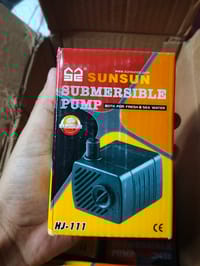 SUNSUN
SUBMERSIBLE
PUMP
BOTH FOR FRESH & SEA WATER
HJ-111
CE